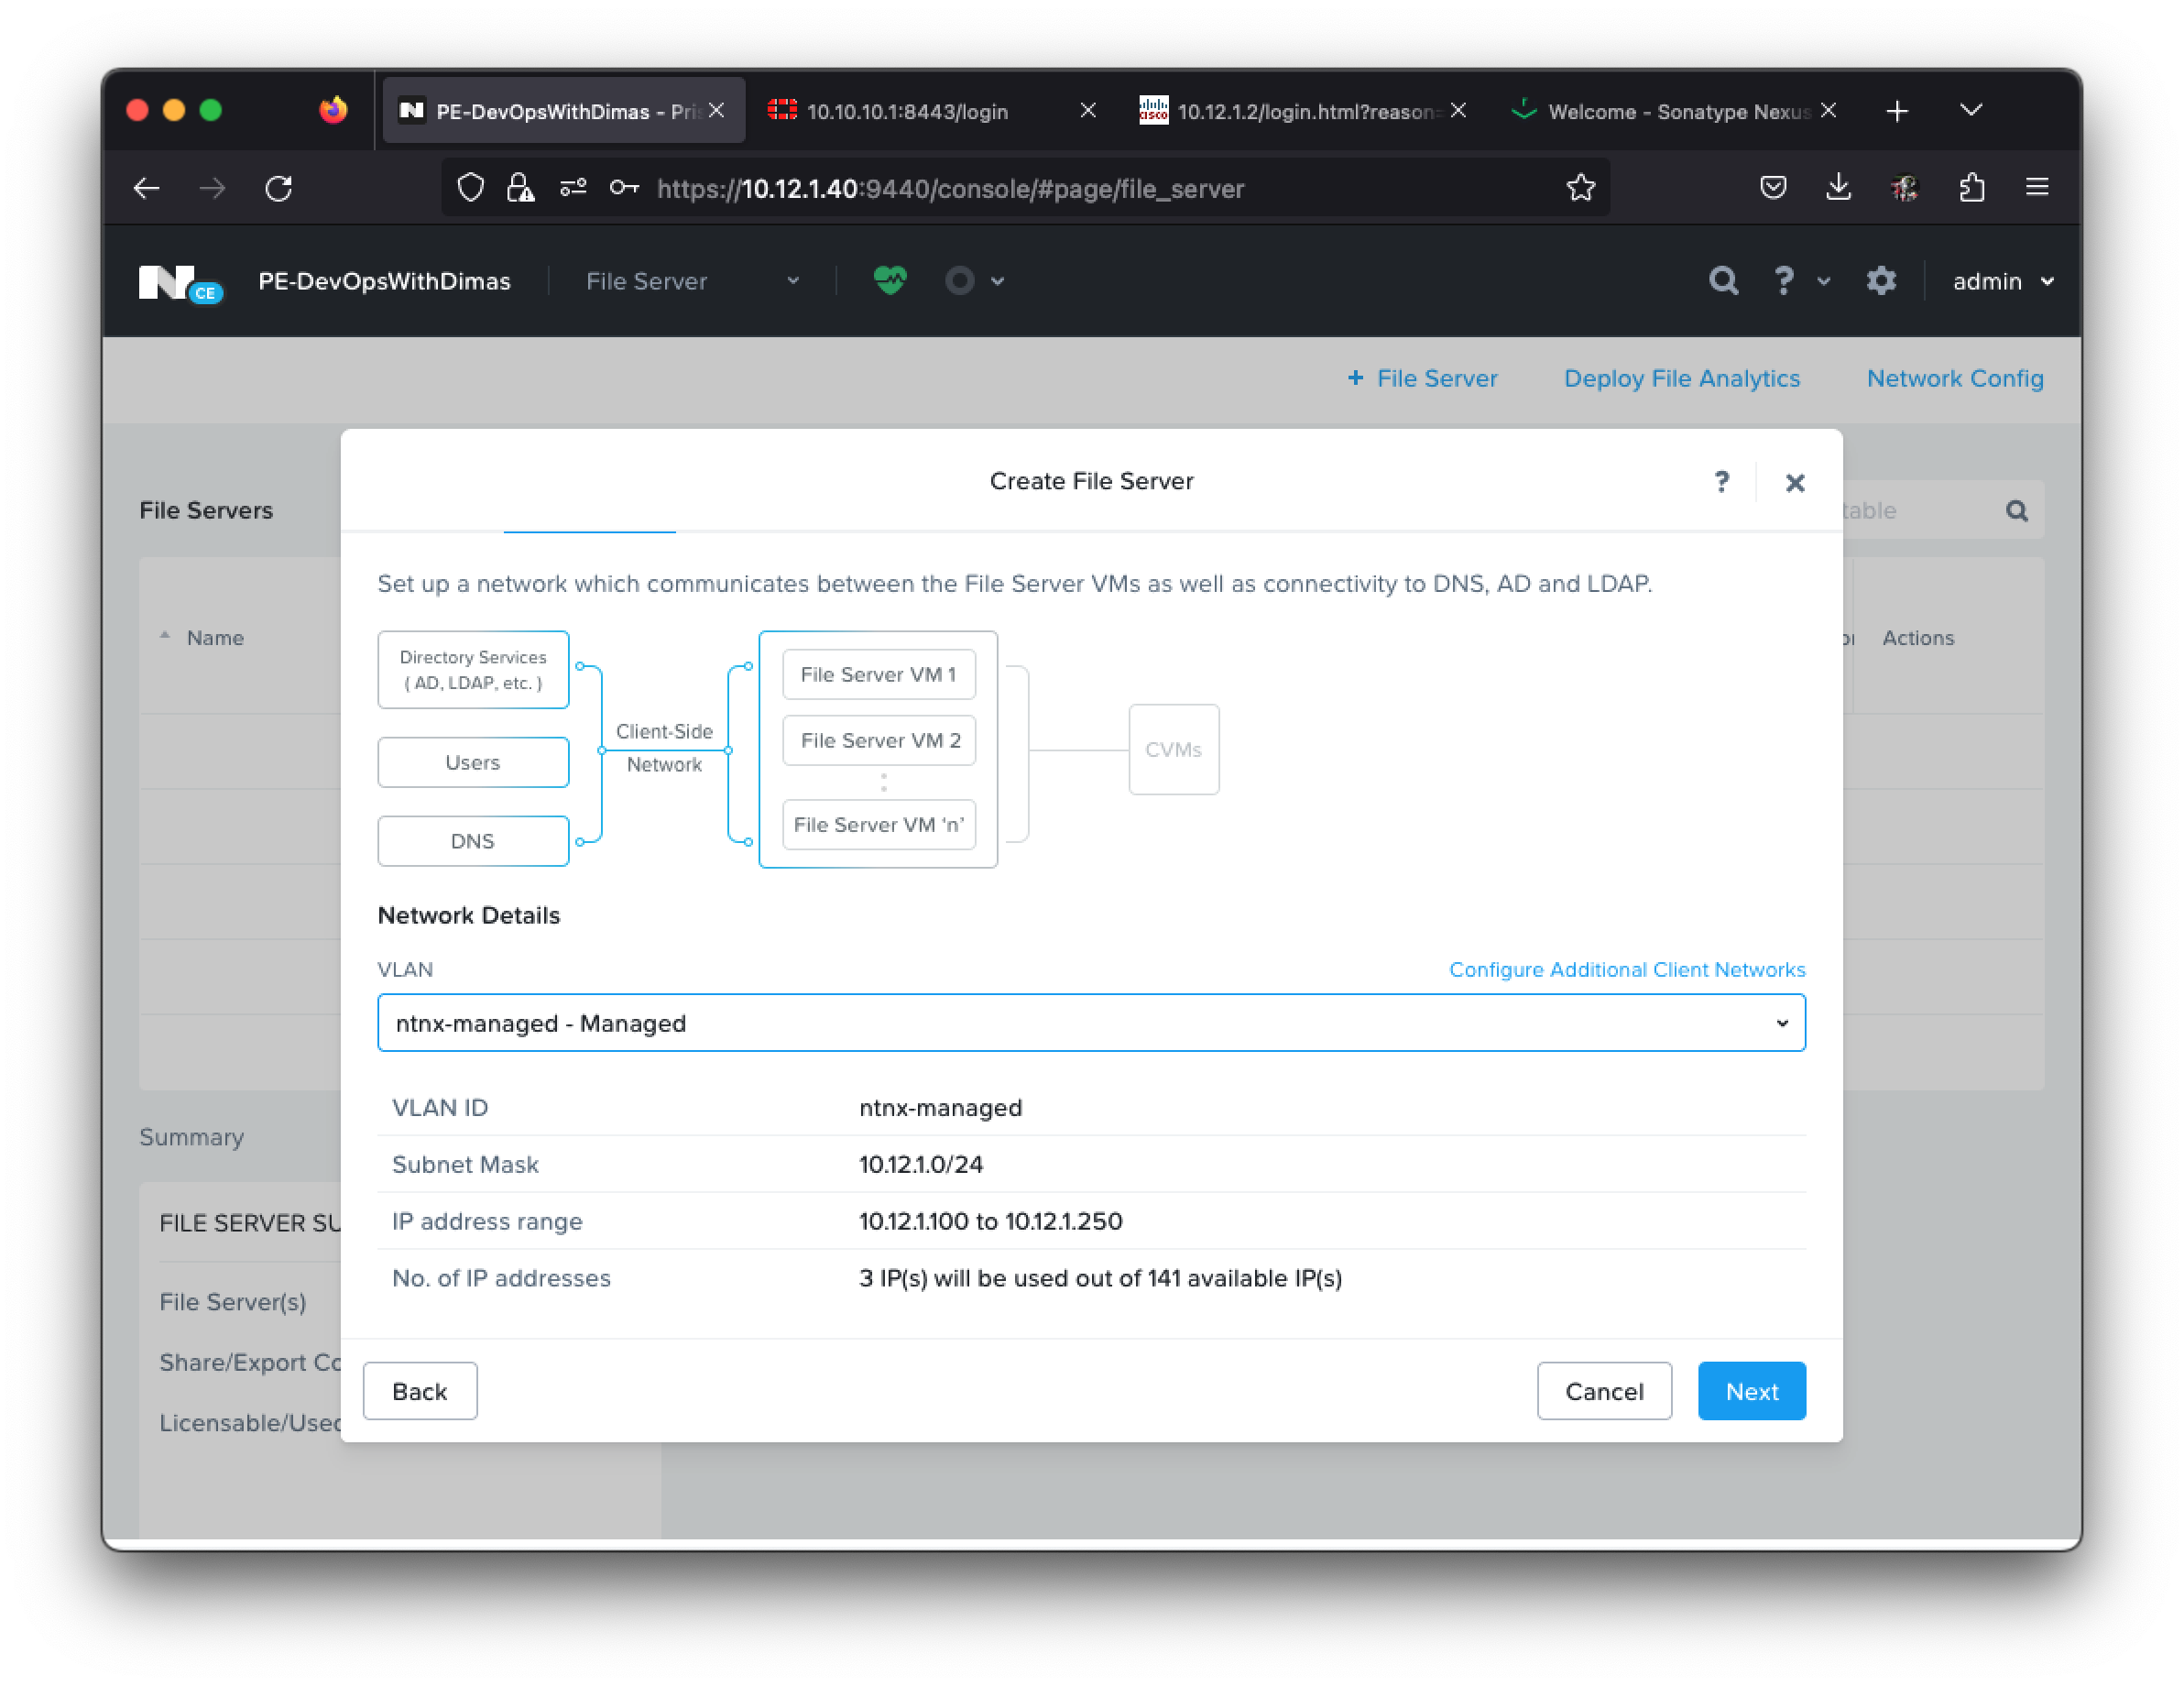 PE-DevOpsWithDimas - Pris
10.10.10.1:8443/login
10.12.1.2/login.html?reason=
Welcome - Sonatype Nexus
https://10.12.1.40:9440/console/#page/file_server
N CE
PE-DevOpsWithDimas
File Server
?
admin
+ File Server
Deploy File Analytics
Network Config
Create File Server
?
File Servers
table
Set up a network which communicates between the File Server VMs as well as connectivity to DNS, AD and LDAP.
Name
Actions
Directory Services
( AD, LDAP, etc. )
Users
DNS
Client-Side
Network
File Server VM 1
File Server VM 2
File Server VM ‘n’
CVMs
Network Details
VLAN
Configure Additional Client Networks
ntnx-managed - Managed
VLAN ID
ntnx-managed
Subnet Mask
10.12.1.0/24
IP address range
10.12.1.100 to 10.12.1.250
No. of IP addresses
3 IP(s) will be used out of 141 available IP(s)
Summary
FILE SERVER SU
File Server(s)
Share/Export Co
Licensable/Used
Back
Cancel
Next